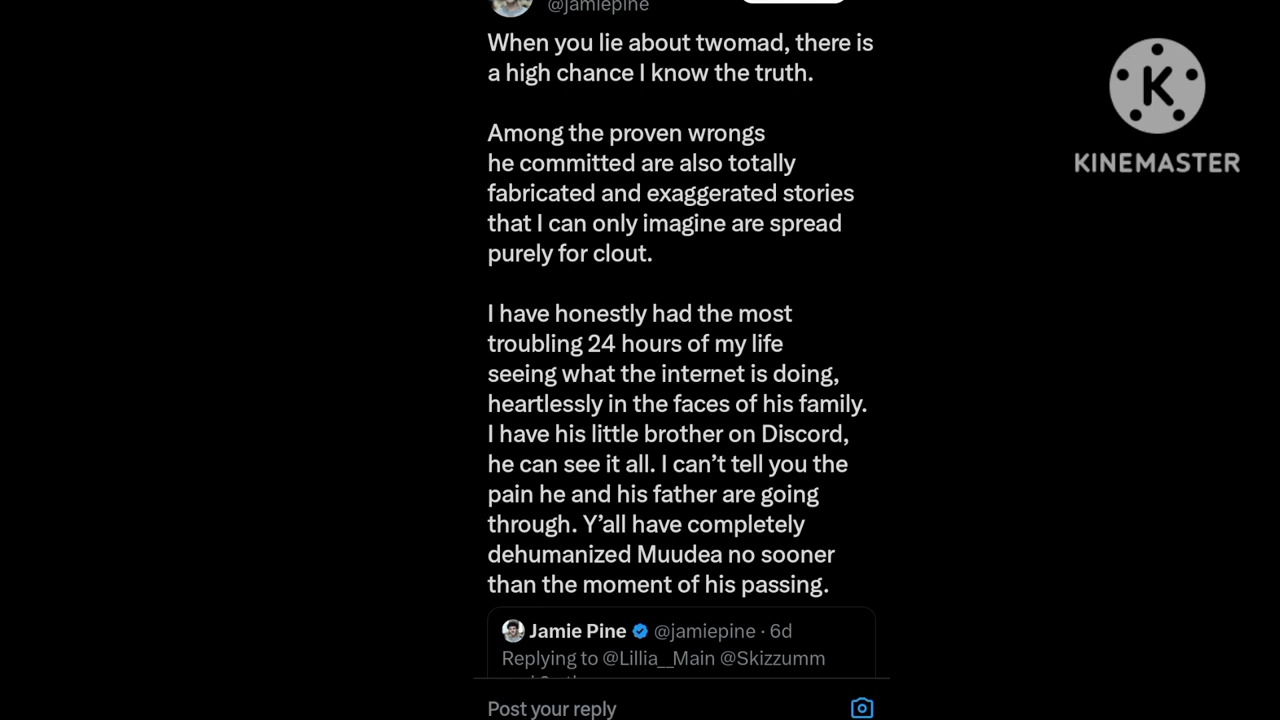 @jamiepine
When you lie about twomad, there is
a high chance I know the truth.
Among the proven wrongs
he committed are also totally
fabricated and exaggerated stories
that I can only imagine are spread
purely for clout.
I have honestly had the most
troubling 24 hours of my life
seeing what the internet is doing,
heartlessly in the faces of his family.
I have his little brother on Discord,
he can see it all. I can’t tell you the
pain he and his father are going
through. Y’all have completely
dehumanized Muudea no sooner
than the moment of his passing.
Jamie Pine @jamiepine · 6d
Replying to @Lillia__Main @Skizzumm
Post your reply
K
KINEMASTER